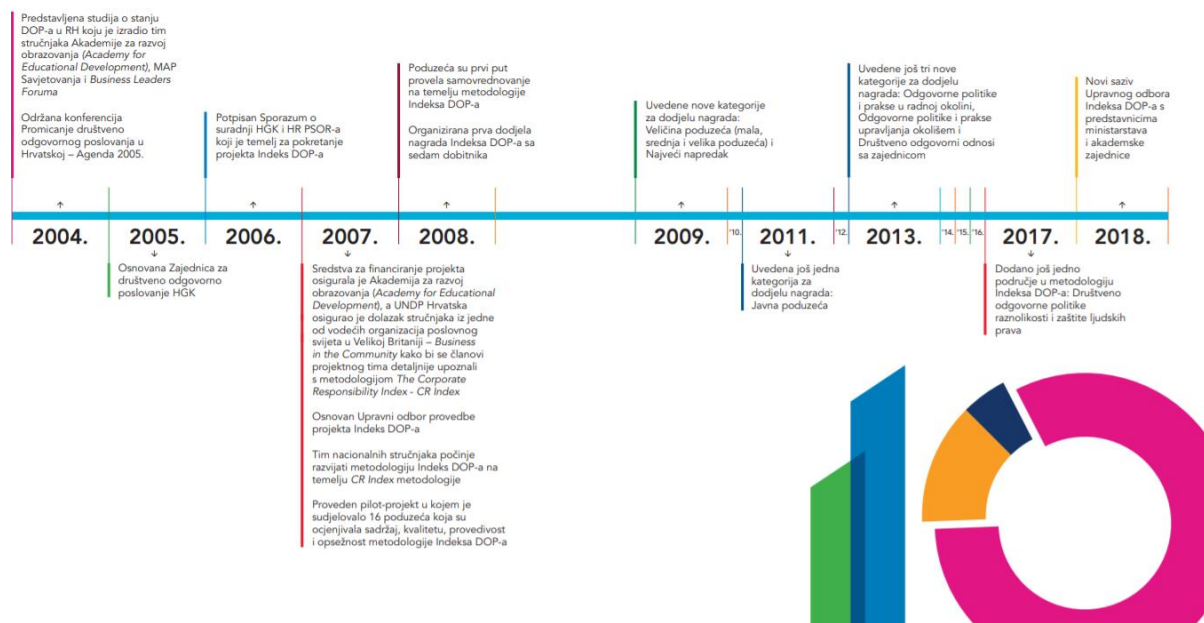 Predstavljena studija o stanju
DOP-a u RH koju je izradio tim
stručnjaka Akademije za razvoj
obrazovanja (Academy for
Educational Development), MAP
Savjetovanja i Business Leaders
Foruma
Održana konferencija
Promicanje društveno
odgovornog poslovanja u
Hrvatskoj – Agenda 2005.
Potpisan Sporazum o
suradnji HGK i HR PSOR-a
koji je temelj za pokretanje
projekta Indeks DOP-a
Poduzeća su prvi put
provela samovrednovanje
na temelju metodologije
Indeksa DOP-a
Organizirana prva dodjela
nagrada Indeksa DOP-a sa
sedam dobitnika
Uvedene nove kategorije
za dodjelu nagrada:
Veličina poduzeća (mala,
srednja i velika poduzeća) i
Najveći napredak
Uvedene još tri nove
kategorije za dodjelu
nagrada: Odgovorne politike
i prakse u radnoj okolini,
Odgovorne politike i prakse
upravljanja okolišem i
Društveno odgovorni odnosi
sa zajednicom
Novi saziv
Upravnog odbora
Indeksa DOP-a s
predstavnicima
ministarstava
i akademske
zajednice
2004. 2005. 2006. 2007. 2008. 2009. '10. 2011. '12. 2013. '14. '15. '16. 2017. 2018.
Osnovana Zajednica za
društveno odgovorno
poslovanje HGK
Sredstva za financiranje projekta
osigurala je Akademija za razvoj
obrazovanja (Academy for Educational
Development), a UNDP Hrvatska
osigurao je dolazak stručnjaka iz jedne
od vodećih organizacija poslovnog
svijeta u Velikoj Britaniji – Business
in the Community kako bi se članovi
projektnog tima detaljnije upoznali
s metodologijom The Corporate
Responsibility Index - CR Index
Osnovan Upravni odbor provedbe
projekta Indeks DOP-a
Tim nacionalnih stručnjaka počinje
razvijati metodologiju Indeks DOP-a na
temelju CR Index metodologije
Proveden pilot-projekt u kojem je
sudjelovalo 16 poduzeća koja su
ocjenjivala sadržaj, kvalitetu, provedivost
i opsežnost metodologije Indeksa DOP-a
Uvedena još jedna
kategorija za
dodjelu nagrada:
Javna poduzeća
Dodano još jedno
područje u metodologiju
Indeksa DOP-a: Društveno
odgovorne politike
raznolikosti i zaštite ljudskih
prava
10